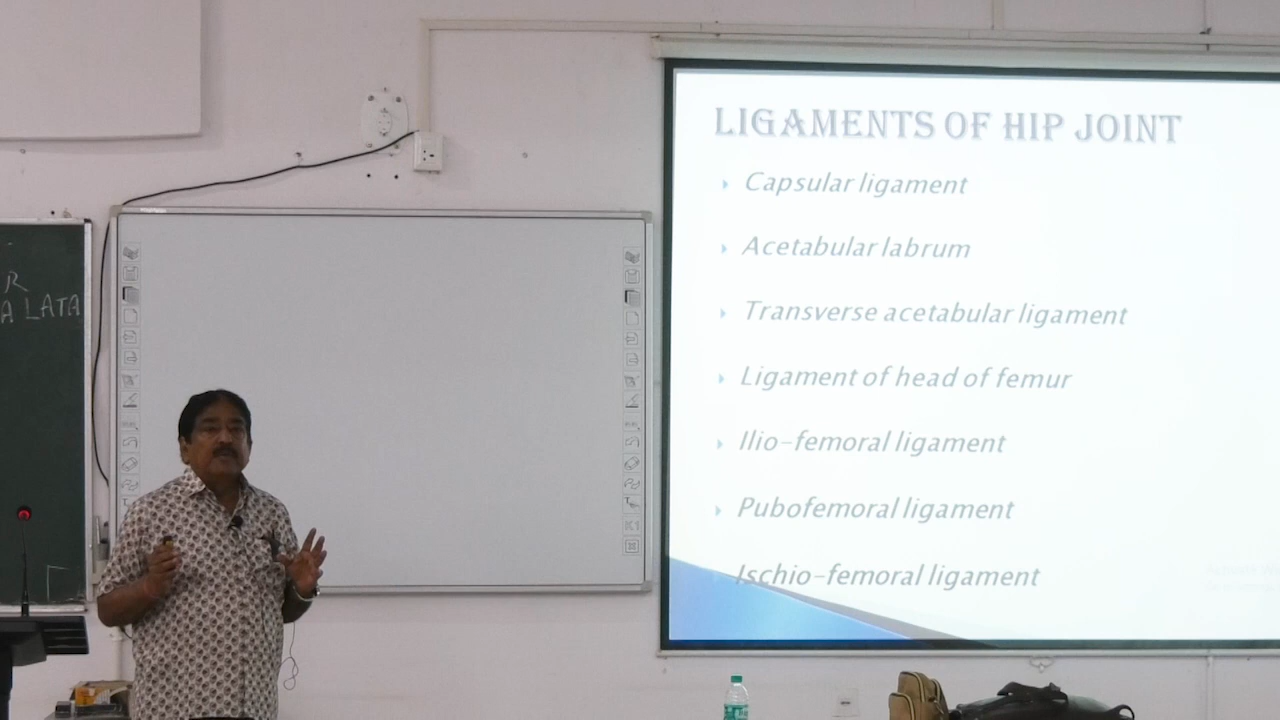 R
A LATA
LIGAMENTS OF HIP JOINT
Capsular ligament
Acetabular labrum
Transverse acetabular ligament
Ligament of head of femur
Ilio-femoral ligament
Pubofemoral ligament
Ischio-femoral ligament